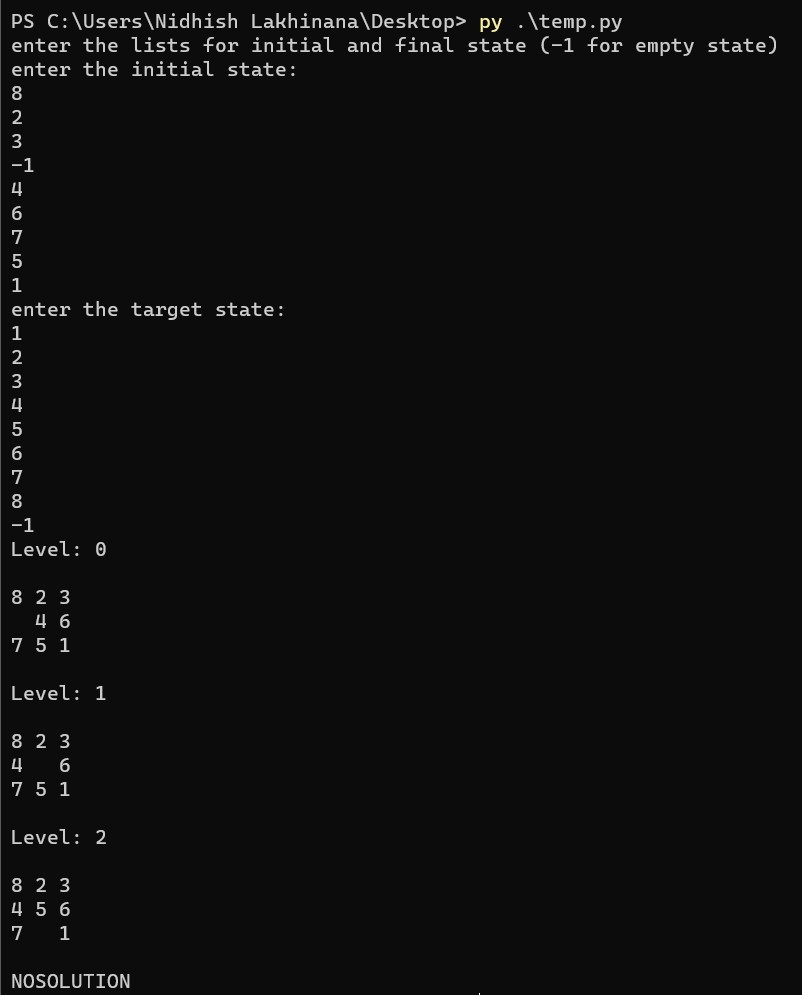 PS C:\Users\Nidhish Lakhinana\Desktop> py .\temp.py
enter the lists for initial and final state (-1 for empty state)
enter the initial state:
8
2
3
-1
4
6
7
5
1
enter the target state:
1
2
3
4
5
6
7
8
-1
Level: 0
8 2 3
  4 6
7 5 1
Level: 1
8 2 3
4   6
7 5 1
Level: 2
8 2 3
4 5 6
7   1
NOSOLUTION